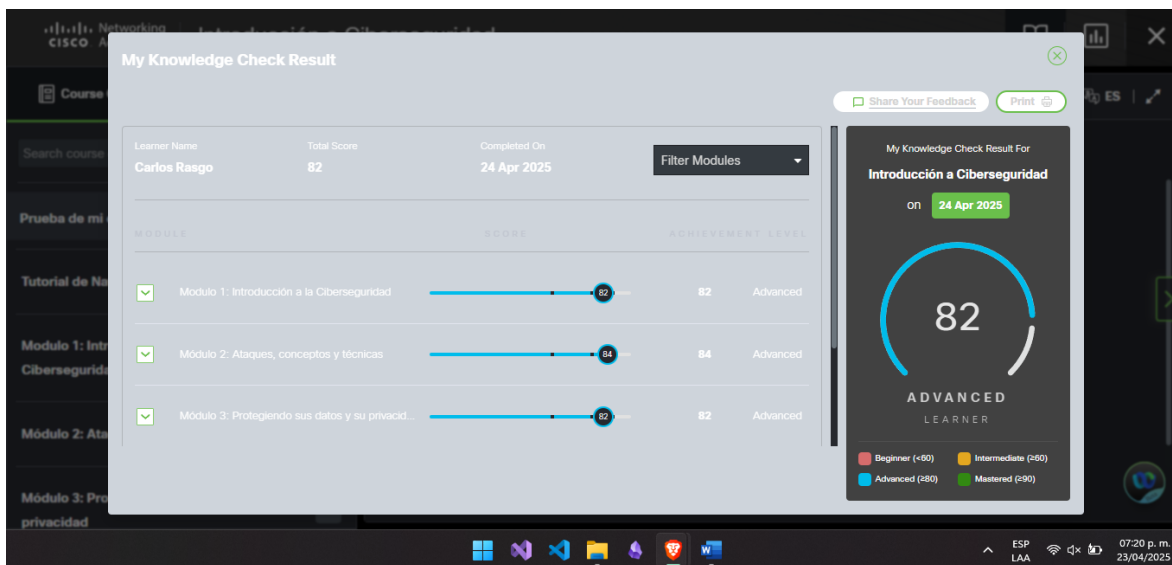 Networking
CISCO
My Knowledge Check Result
Course
ES
Share Your Feedback
Print
Search course
Learner Name
Total Score
Completed On
Carlos Rasgo
82
24 Apr 2025
Filter Modules
My Knowledge Check Result For
Introducción a Ciberseguridad
on
24 Apr 2025
Prueba de mi
MODULE
SCORE
ACHIEVEMENT LEVEL
Tutorial de Na
Modulo 1: Introducción a la Ciberseguridad
82
82
Advanced
82
ADVANCED
LEARNER
Modulo 1: Intr
Cibersegurida
Módulo 2: Ataques, conceptos y técnicas
84
84
Advanced
Módulo 3: Protegiendo sus datos y su privacid...
82
82
Advanced
Módulo 2: Ata
Beginner (<60)
Intermediate (≥60)
Advanced (≥80)
Mastered (≥90)
Módulo 3: Pro
privacidad
ESP
LAA
07:20 p. m.
23/04/2025